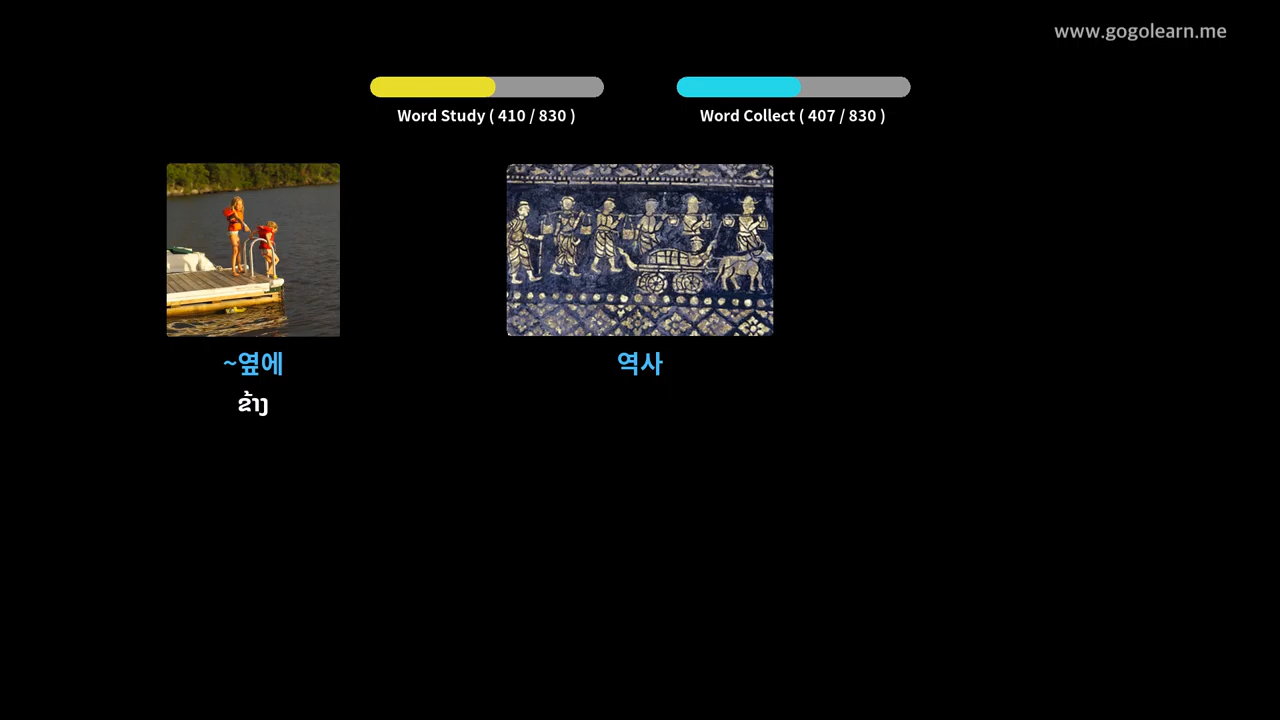 www.gogolearn.me
Word Study ( 410 / 830 )
Word Collect ( 407 / 830 )
~옆에
ຂ້າງ
역사